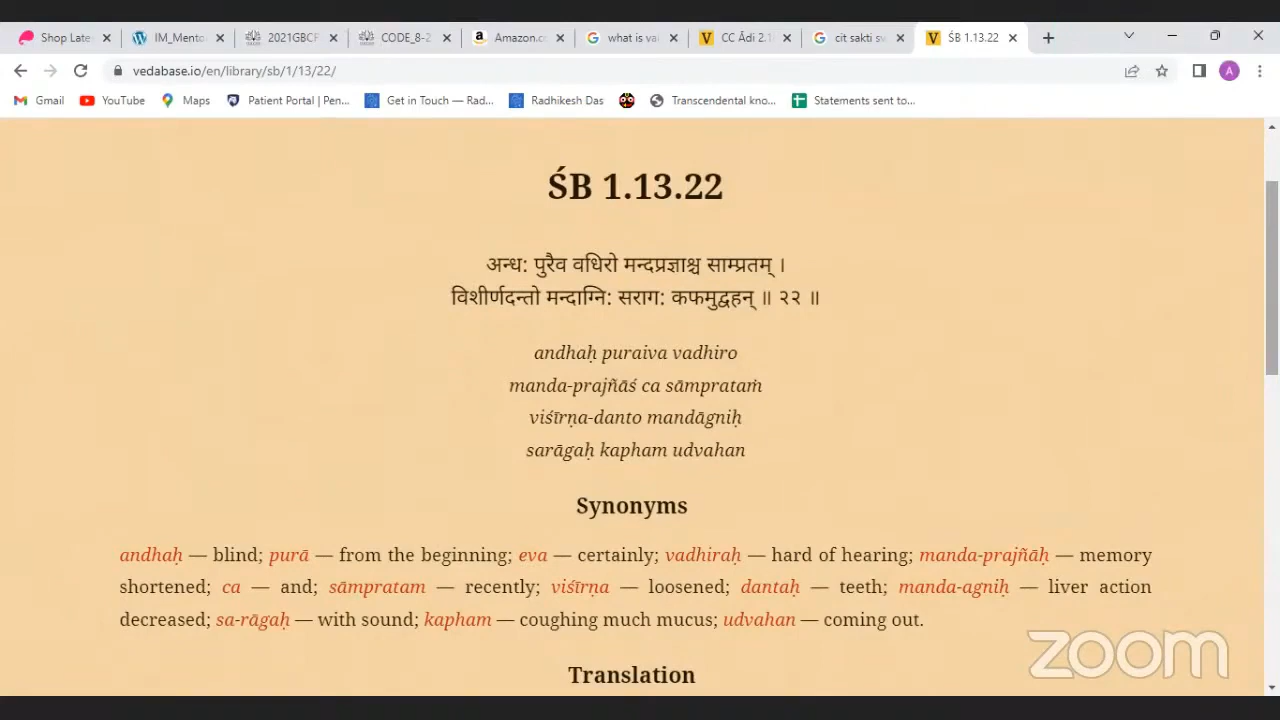 Shop Late IM_Mento 2021GBCF CODE_8-2 Amazon.co what is vai CC Ādi 2.1 cit sakti sv ŚB 1.13.22
vedabase.io/en/library/sb/1/13/22/ A
Gmail YouTube Maps Patient Portal | Pen... Get in Touch — Rad... Radhikesh Das Transcendental kno... Statements sent to...
ŚB 1.13.22
अन्ध: पुरैव वधिरो मन्दप्रज्ञाश्च साम्प्रतम् ।
विशीर्णदन्तो मन्दाग्नि: सराग: कफमुद्वहन् ॥ २२ ॥
andhaḥ puraiva vadhiro
manda-prajñāś ca sāmprataṁ
viśīrṇa-danto mandāgniḥ
sarāgaḥ kapham udvahan
Synonyms
andhaḥ — blind; purā — from the beginning; eva — certainly; vadhiraḥ — hard of hearing; manda-prajñāḥ — memory
shortened; ca — and; sāmpratam — recently; viśīrṇa — loosened; dantaḥ — teeth; manda-agniḥ — liver action
decreased; sa-rāgaḥ — with sound; kapham — coughing much mucus; udvahan — coming out.
zoom
Translation